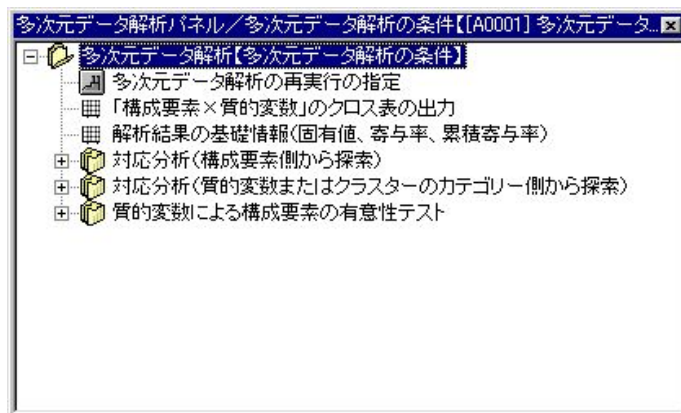 多次元データ解析パネル／多次元データ解析の条件【[A0001] 多次元データ...
多次元データ解析【多次元データ解析の条件】
多次元データ解析の再実行の指定
「構成要素×質的変数」のクロス表の出力
解析結果の基礎情報(固有値、寄与率、累積寄与率)
対応分析(構成要素側から探索)
対応分析(質的変数またはクラスターのカテゴリー側から探索)
質的変数による構成要素の有意性テスト